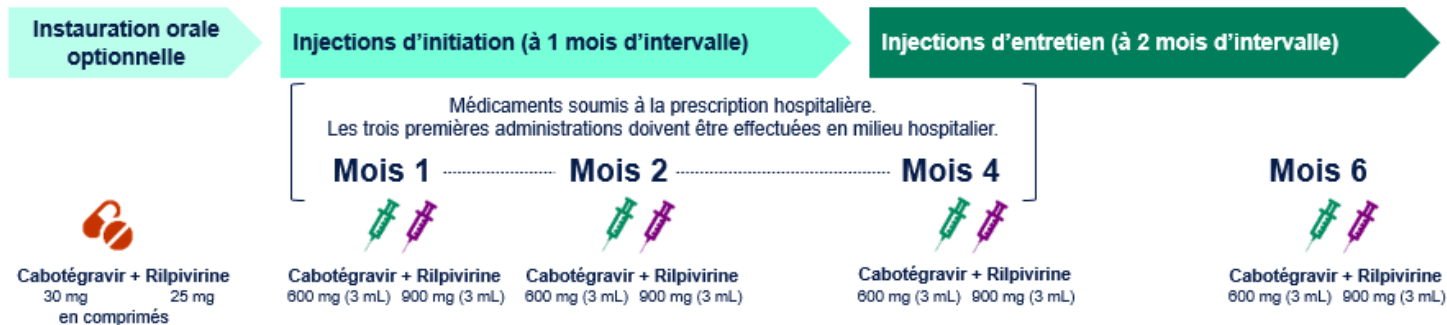 Instauration orale
optionnelle
Injections d’initiation (à 1 mois d’intervalle)
Injections d’entretien (à 2 mois d’intervalle)
Médicaments soumis à la prescription hospitalière.
Les trois premières administrations doivent être effectuées en milieu hospitalier.
Mois 1
Mois 2
Mois 4
Mois 6
Cabotégravir + Rilpivirine
30 mg 25 mg
en comprimés
Cabotégravir + Rilpivirine
600 mg (3 mL) 900 mg (3 mL)
Cabotégravir + Rilpivirine
600 mg (3 mL) 900 mg (3 mL)
Cabotégravir + Rilpivirine
600 mg (3 mL) 900 mg (3 mL)
Cabotégravir + Rilpivirine
600 mg (3 mL) 900 mg (3 mL)